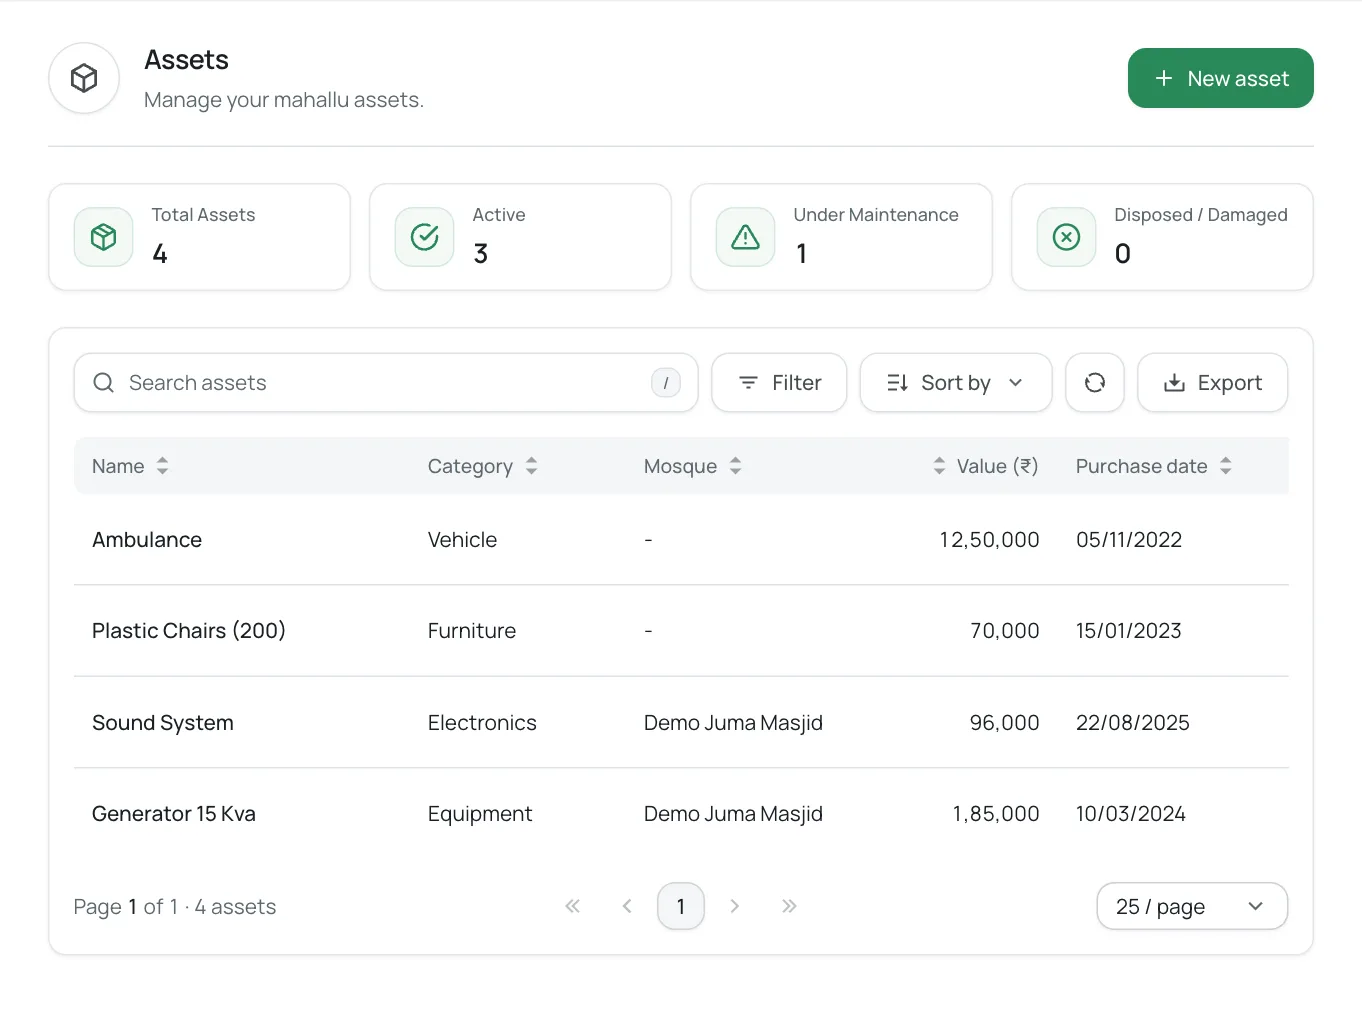 Assets
Manage your mahallu assets.
New asset
Total Assets
4
Active
3
Under Maintenance
1
Disposed / Damaged
0
Search assets /
Filter
Sort by
Export
Name Category Mosque Value (₹) Purchase date
Ambulance Vehicle - 12,50,000 05/11/2022
Plastic Chairs (200) Furniture - 70,000 15/01/2023
Sound System Electronics Demo Juma Masjid 96,000 22/08/2025
Generator 15 Kva Equipment Demo Juma Masjid 1,85,000 10/03/2024
Page 1 of 1 · 4 assets « ‹ 1 › » 25 / page